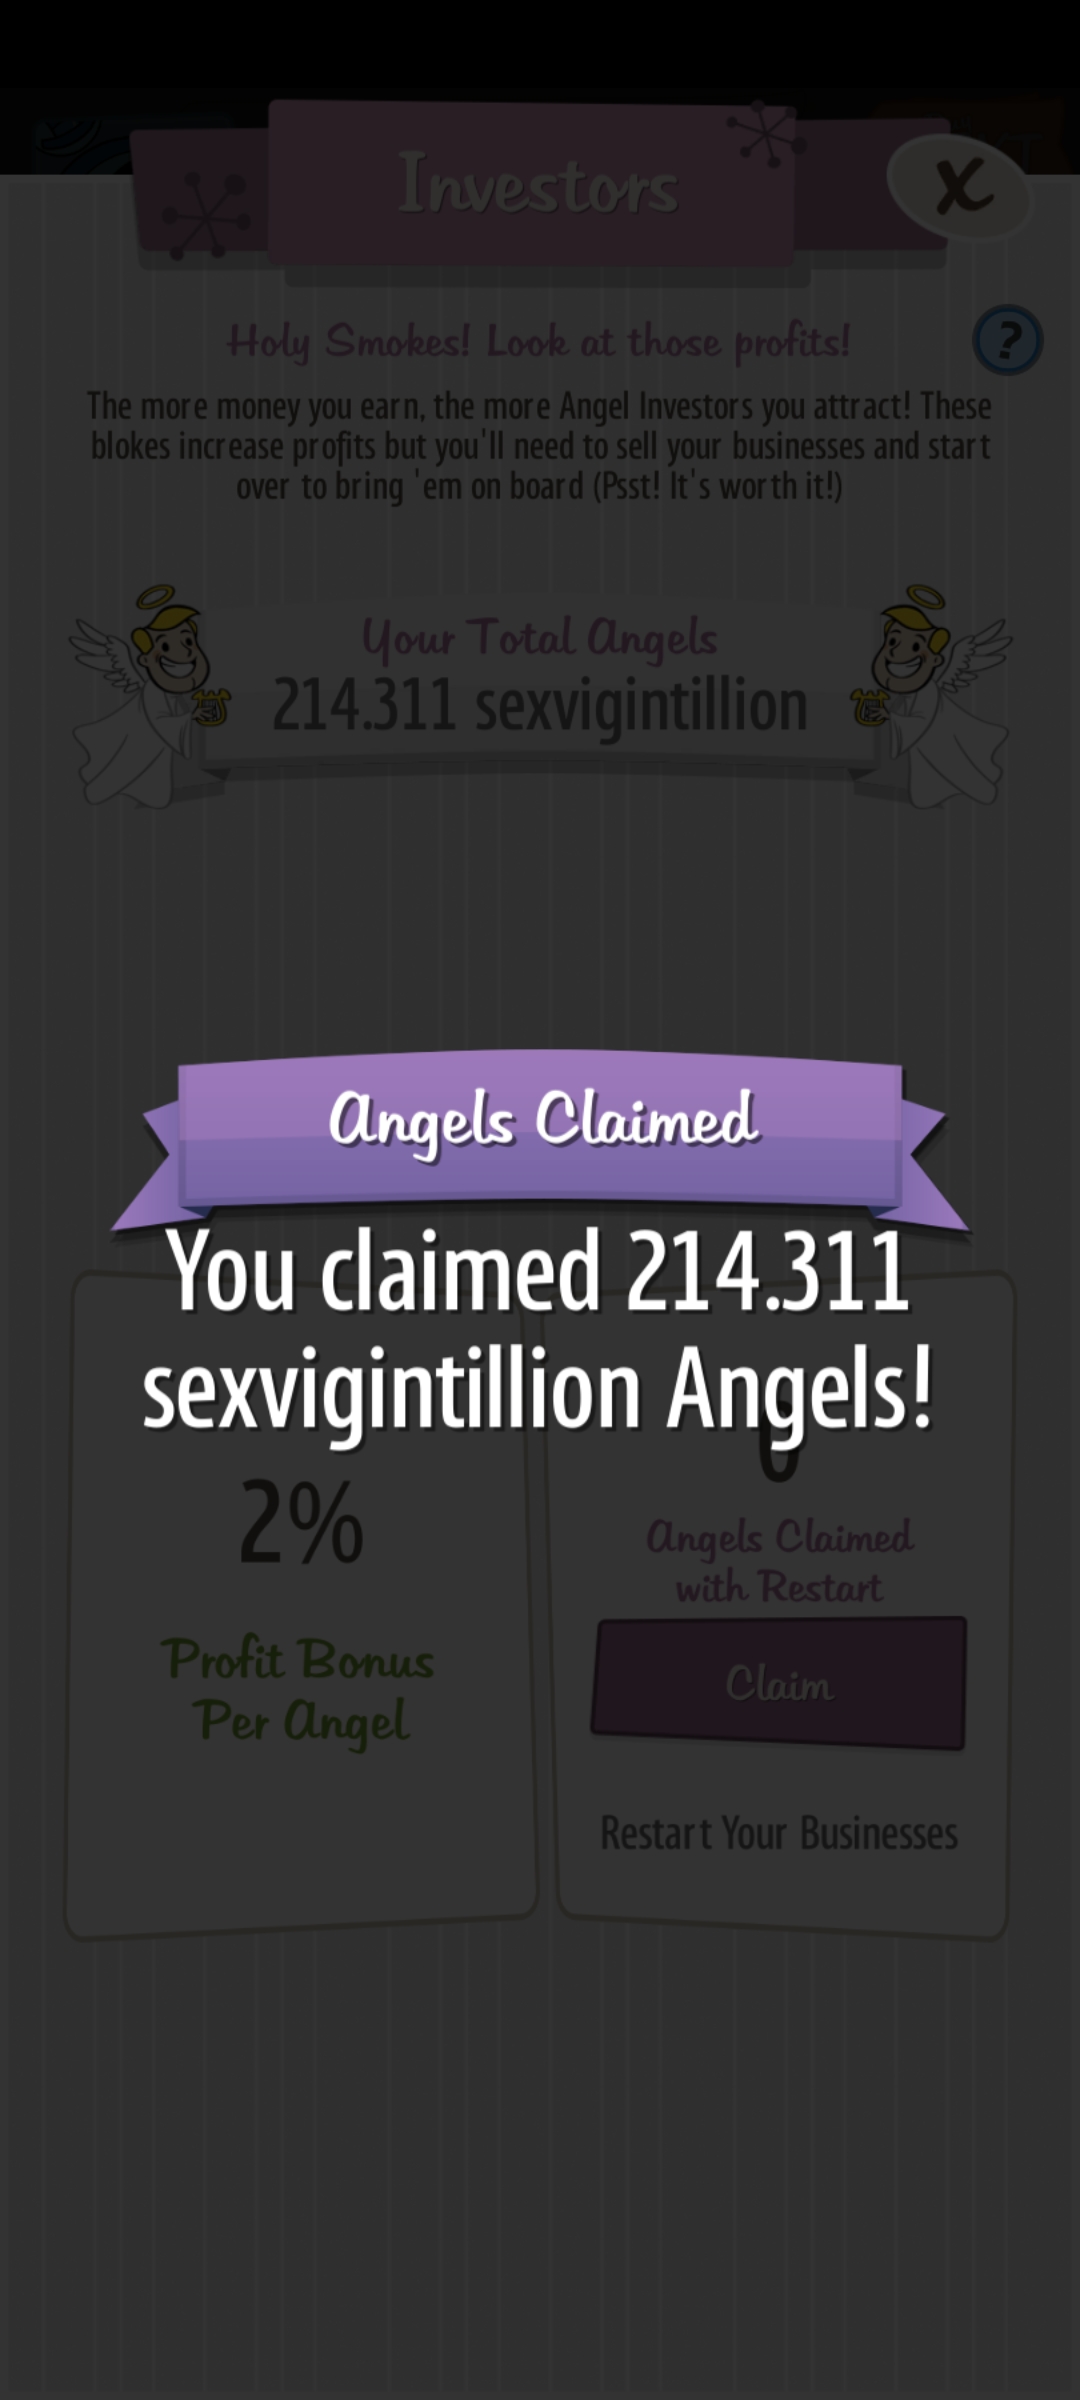 Investors
X
Holy Smokes! Look at those profits!
?
The more money you earn, the more Angel Investors you attract! These
blokes increase profits but you'll need to sell your businesses and start
over to bring 'em on board (Psst! It's worth it!)
Your Total Angels
214.311 sexvigintillion
Angels Claimed
You claimed 214.311
sexvigintillion Angels!
2%
Profit Bonus
Per Angel
0
Angels Claimed
with Restart
Claim
Restart Your Businesses